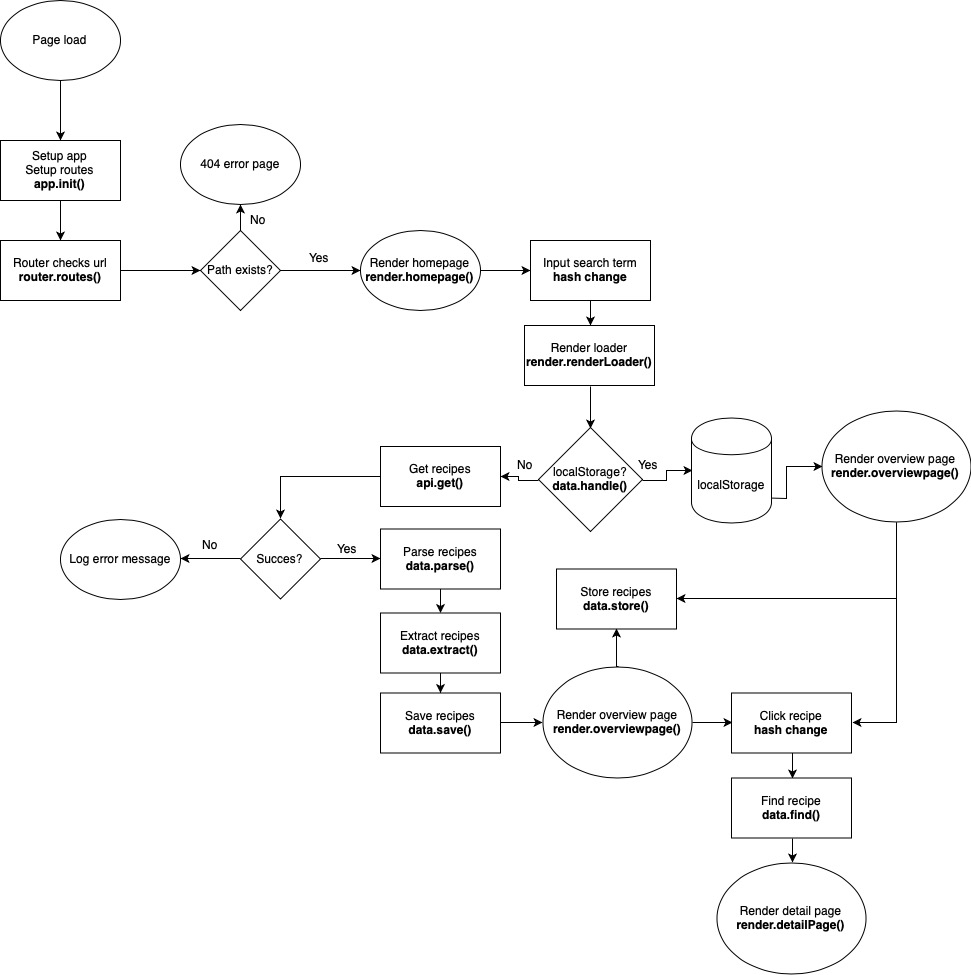 Page load
Setup app
Setup routes
app.init()
404 error page
No
Router checks url
router.routes()
Path exists?
Yes
Render homepage
render.homepage()
Input search term
hash change
Render loader
render.renderLoader()
Get recipes
api.get()
No
localStorage?
data.handle()
Yes
localStorage
Render overview page
render.overviewpage()
Log error message
No
Succes?
Yes
Parse recipes
data.parse()
Store recipes
data.store()
Extract recipes
data.extract()
Save recipes
data.save()
Render overview page
render.overviewpage()
Click recipe
hash change
Find recipe
data.find()
Render detail page
render.detailPage()